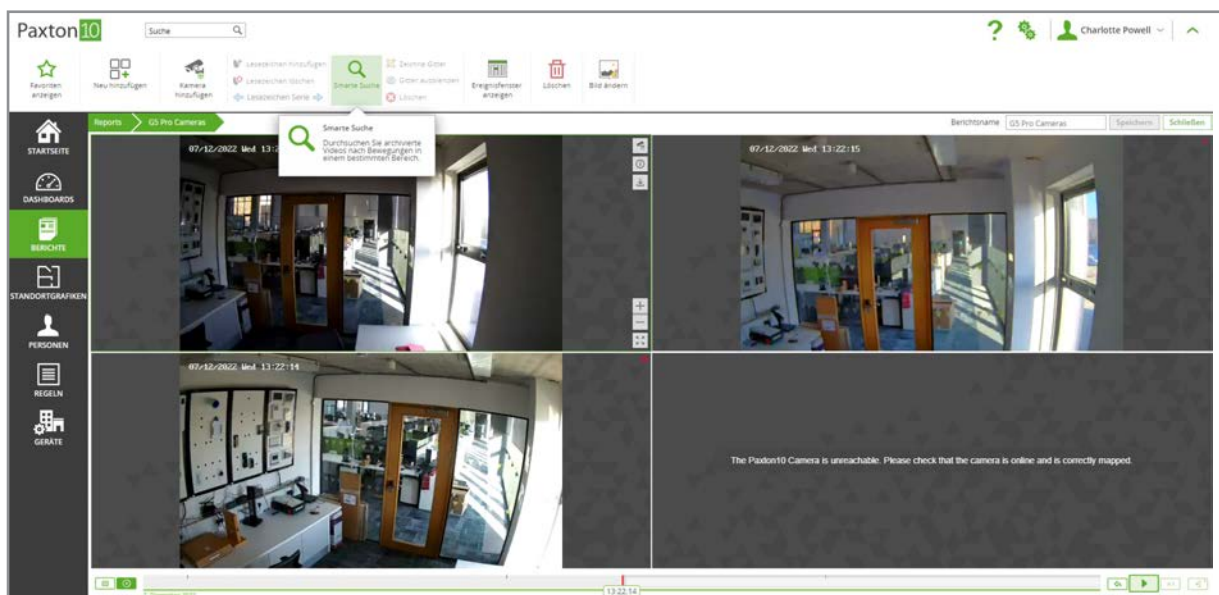 Paxton 10
Suche
Charlotte Powell
Favoriten
anzeigen
Neu hinzufügen
Kamera
hinzufügen
Lesezeichen hinzufügen
Lesezeichen löschen
Lesezeichen Serie
Smarte Suche
Zeichne Gitter
Gitter ausblenden
Löschen
Ereignisfenster
anzeigen
Löschen
Bild ändern
Smarte Suche
Durchsuchen Sie archivierte
Videos nach Bewegungen in
einem bestimmten Bereich.
Reports
G5 Pro Cameras
Berichtsname
G5 Pro Cameras
Speichern
Schließen
STARTSEITE
DASHBOARDS
BERICHTE
STANDORTGRAFIKEN
PERSONEN
REGELN
GERÄTE
07/12/2022 Wed
07/12/2022 Wed 13:22:15
07/12/2022 Wed 13:22:14
The Paxton10 Camera is unreachable. Please check that the camera is online and is correctly mapped.
13:22:14